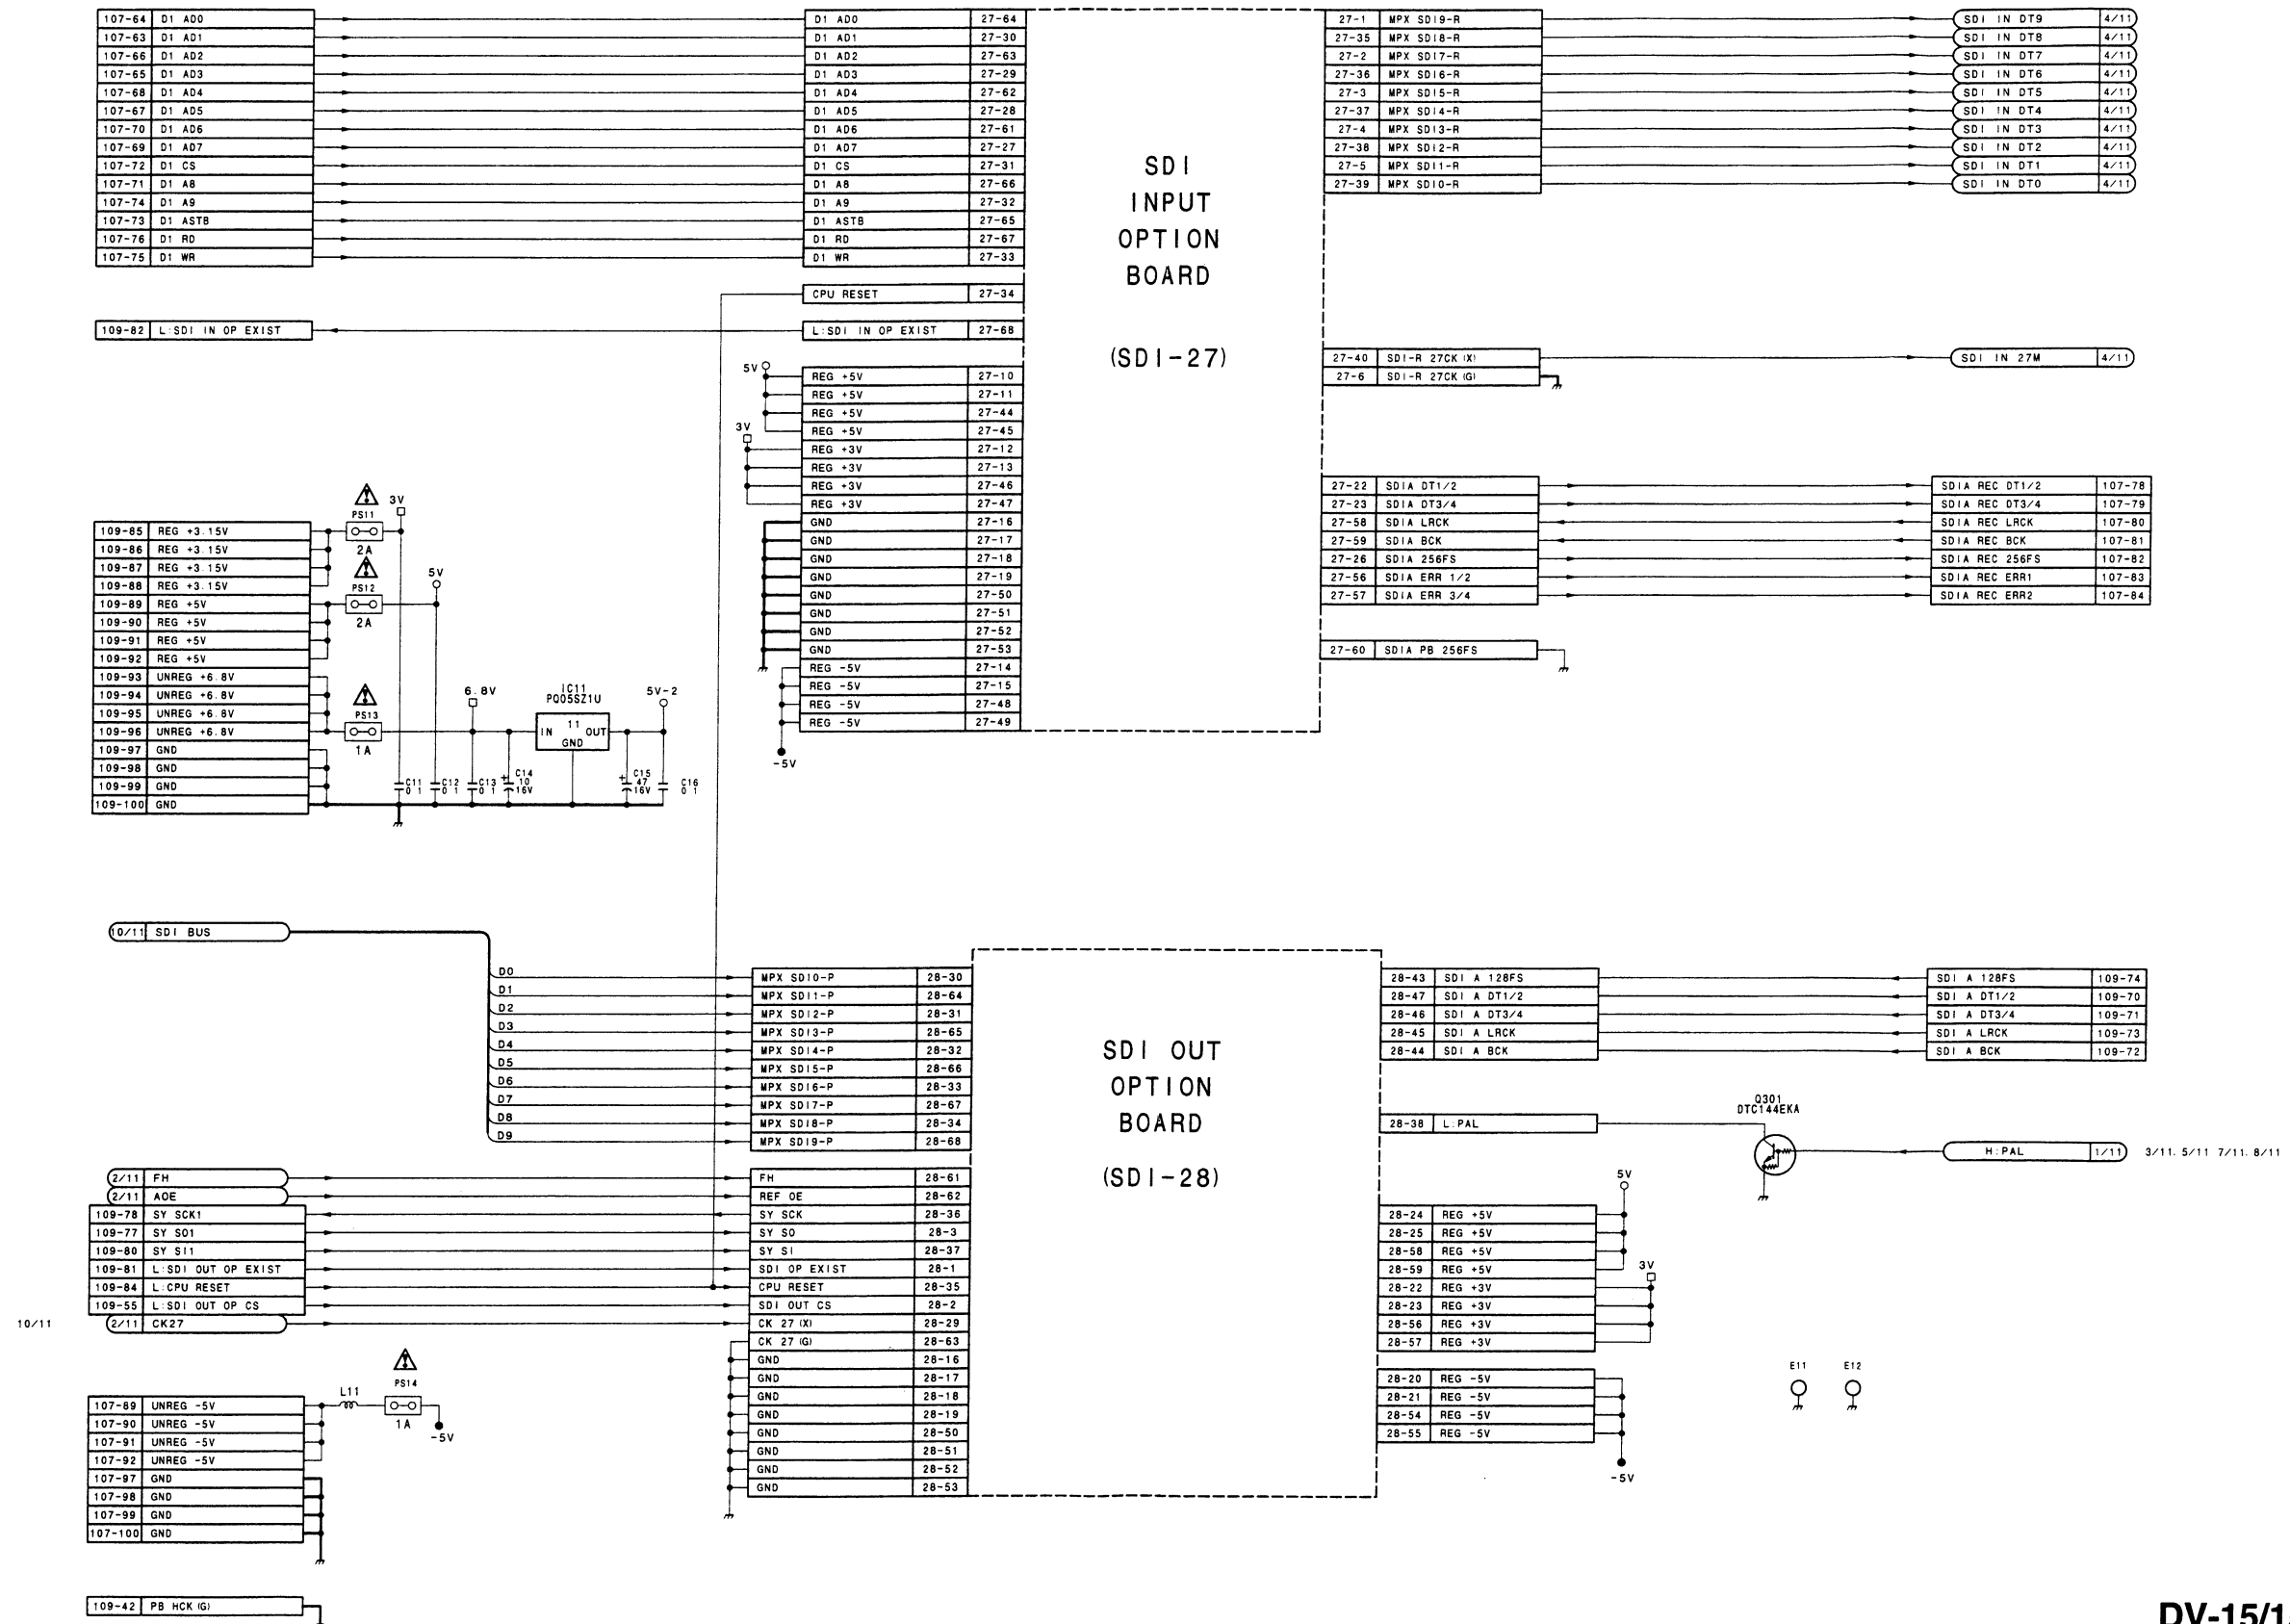 107-64 D1 AD0
107-63 D1 AD1
107-66 D1 AD2
107-65 D1 AD3
107-68 D1 AD4
107-67 D1 AD5
107-70 D1 AD6
107-69 D1 AD7
107-72 D1 CS
107-71 D1 A8
107-74 D1 A9
107-73 D1 ASTB
107-76 D1 RD
107-75 D1 WR
109-82 L:SDI IN OP EXIST
D1 AD0 27-64
D1 AD1 27-30
D1 AD2 27-63
D1 AD3 27-29
D1 AD4 27-62
D1 AD5 27-28
D1 AD6 27-61
D1 AD7 27-27
D1 CS 27-31
D1 A8 27-66
D1 A9 27-32
D1 ASTB 27-65
D1 RD 27-67
D1 WR 27-33
CPU RESET 27-34
L:SDI IN OP EXIST 27-68
5V
REG +5V 27-10
REG +5V 27-11
REG +5V 27-44
REG +5V 27-45
3V
REG +3V 27-12
REG +3V 27-13
REG +3V 27-46
REG +3V 27-47
GND 27-16
GND 27-17
GND 27-18
GND 27-19
GND 27-50
GND 27-51
GND 27-52
GND 27-53
REG -5V 27-14
REG -5V 27-15
REG -5V 27-48
REG -5V 27-49
-5V
SDI
INPUT
OPTION
BOARD
(SDI-27)
27-1 MPX SDI9-R
27-35 MPX SDI8-R
27-2 MPX SDI7-R
27-36 MPX SDI6-R
27-3 MPX SDI5-R
27-37 MPX SDI4-R
27-4 MPX SDI3-R
27-38 MPX SDI2-R
27-5 MPX SDI1-R
27-39 MPX SDI0-R
SDI IN DT9 4/11
SDI IN DT8 4/11
SDI IN DT7 4/11
SDI IN DT6 4/11
SDI IN DT5 4/11
SDI IN DT4 4/11
SDI IN DT3 4/11
SDI IN DT2 4/11
SDI IN DT1 4/11
SDI IN DT0 4/11
27-40 SDI-R 27CK (X)
27-6 SDI-R 27CK (G)
SDI IN 27M 4/11
27-22 SDIA DT1/2
27-23 SDIA DT3/4
27-58 SDIA LRCK
27-59 SDIA BCK
27-26 SDIA 256FS
27-56 SDIA ERR 1/2
27-57 SDIA ERR 3/4
27-60 SDIA PB 256FS
SDIA REC DT1/2 107-78
SDIA REC DT3/4 107-79
SDIA REC LRCK 107-80
SDIA REC BCK 107-81
SDIA REC 256FS 107-82
SDIA REC ERR1 107-83
SDIA REC ERR2 107-84
109-85 REG +3.15V
109-86 REG +3.15V
109-87 REG +3.15V
109-88 REG +3.15V
109-89 REG +5V
109-90 REG +5V
109-91 REG +5V
109-92 REG +5V
109-93 UNREG +6.8V
109-94 UNREG +6.8V
109-95 UNREG +6.8V
109-96 UNREG +6.8V
109-97 GND
109-98 GND
109-99 GND
109-100 GND
PS11
2A
3V
PS12
2A
5V
PS13
1A
6.8V
IC11
PQ05SZ1U
11
IN OUT
GND
5V-2
C11
0.1
C12
0.1
C13
0.1
C14
10
16V
C15
47
16V
C16
0.1
10/11 SDI BUS
D0
D1
D2
D3
D4
D5
D6
D7
D8
D9
MPX SDI0-P 28-30
MPX SDI1-P 28-64
MPX SDI2-P 28-31
MPX SDI3-P 28-65
MPX SDI4-P 28-32
MPX SDI5-P 28-66
MPX SDI6-P 28-33
MPX SDI7-P 28-67
MPX SDI8-P 28-34
MPX SDI9-P 28-68
2/11 FH
2/11 AOE
109-78 SY SCK1
109-77 SY SO1
109-80 SY SI1
109-81 L:SDI OUT OP EXIST
109-84 L:CPU RESET
109-55 L:SDI OUT OP CS
10/11
2/11 CK27
FH 28-61
REF OE 28-62
SY SCK 28-36
SY SO 28-3
SY SI 28-37
SDI OP EXIST 28-1
CPU RESET 28-35
SDI OUT CS 28-2
CK 27 (X) 28-29
CK 27 (G) 28-63
GND 28-16
GND 28-17
GND 28-18
GND 28-19
GND 28-50
GND 28-51
GND 28-52
GND 28-53
SDI OUT
OPTION
BOARD
(SDI-28)
28-43 SDI A 128FS
28-47 SDI A DT1/2
28-46 SDI A DT3/4
28-45 SDI A LRCK
28-44 SDI A BCK
SDI A 128FS 109-74
SDI A DT1/2 109-70
SDI A DT3/4 109-71
SDI A LRCK 109-73
SDI A BCK 109-72
28-38 L:PAL
Q301
DTC144EKA
H:PAL 1/11 3/11. 5/11 7/11. 8/11
5V
28-24 REG +5V
28-25 REG +5V
28-58 REG +5V
28-59 REG +5V
3V
28-22 REG +3V
28-23 REG +3V
28-56 REG +3V
28-57 REG +3V
28-20 REG -5V
28-21 REG -5V
28-54 REG -5V
28-55 REG -5V
-5V
E11
E12
107-89 UNREG -5V
107-90 UNREG -5V
107-91 UNREG -5V
107-92 UNREG -5V
107-97 GND
107-98 GND
107-99 GND
107-100 GND
L11
PS14
1A
-5V
109-42 PB HCK (G)